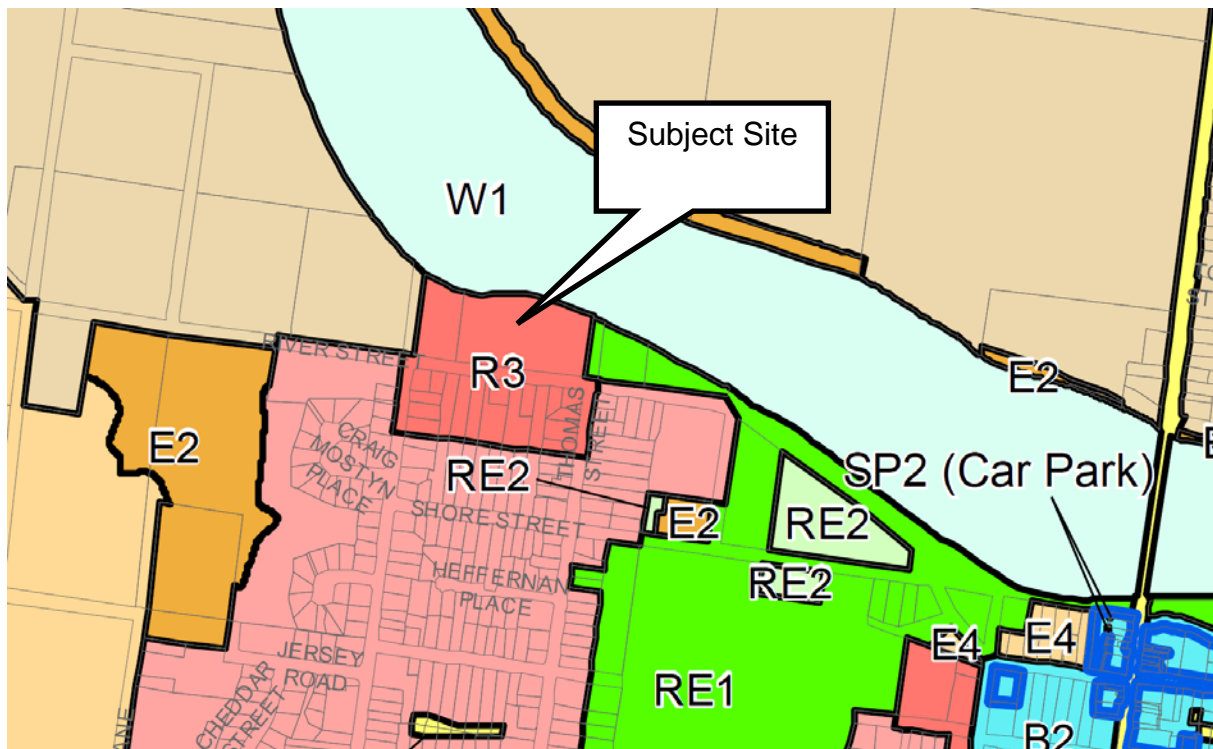 Subject Site
W1
E2
RIVER STREET
R3
E2
THOMAS
STREET
CRAIG
MOSTYN
PLACE
RE2
SP2 (Car Park)
SHORE STREET
E2
RE2
HEFFERNAN
PLACE
RE2
JERSEY
ROAD
E4
E4
RE1
CHEDDAR
STREET
B2